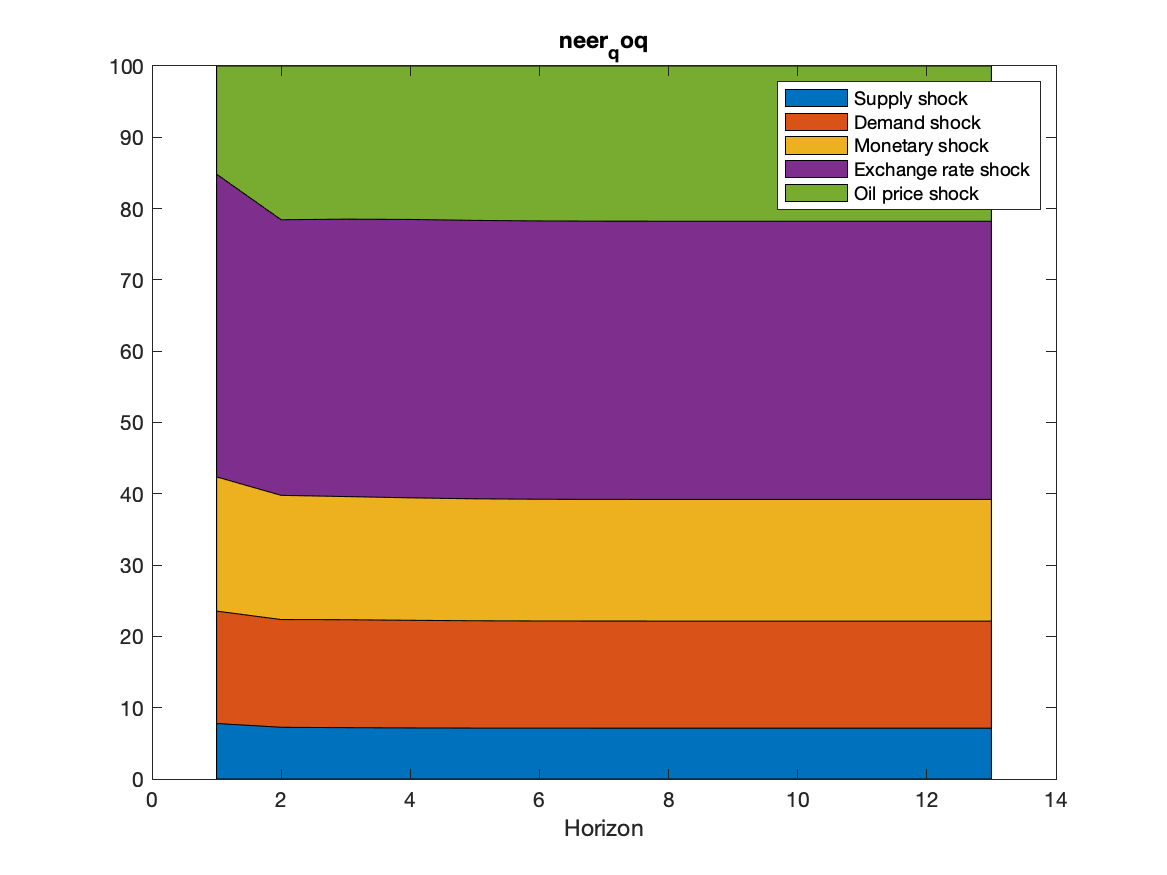 neerqoq
100
90
80
70
60
50
40
30
20
10
0
Supply shock
Demand shock
Monetary shock
Exchange rate shock
Oil price shock
0 2 4 6 8 10 12 14
Horizon